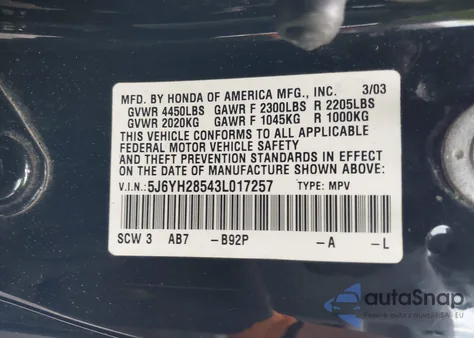 MFD. BY HONDA OF AMERICA MFG., INC. 3/03
GVWR 4450LBS GAWR F 2300LBS R 2205LBS
GVWR 2020KG GAWR F 1045KG R 1000KG
THIS VEHICLE CONFORMS TO ALL APPLICABLE
FEDERAL MOTOR VEHICLE SAFETY
AND THEFT PREVENTION STANDARDS IN EFFECT
ON THE DATE OF MANUFACTURE SHOWN ABOVE:
V.I.N.: 5J6YH28543L017257 TYPE: MPV
SCW 3 AB7 -B92P -A -L
autoSnap